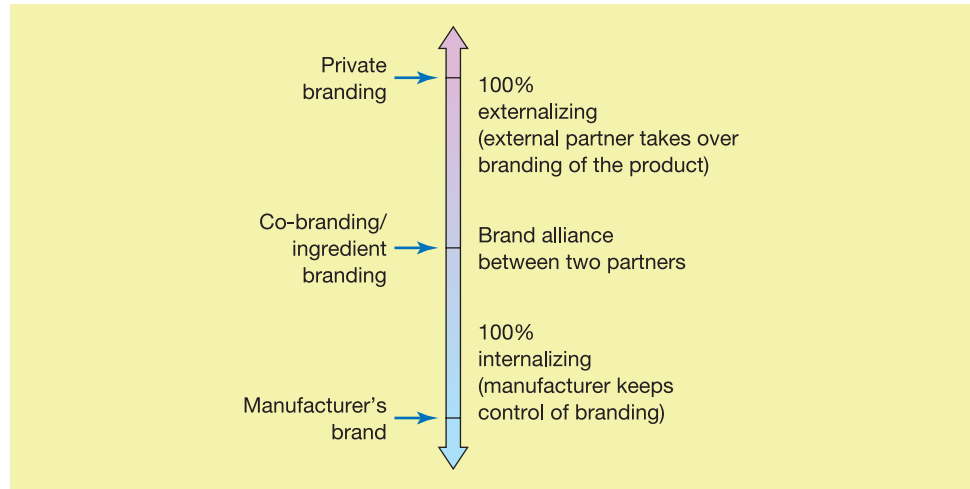 Private
branding
100%
externalizing
(external partner takes over
branding of the product)
Co-branding/
ingredient
branding
Brand alliance
between two partners
100%
internalizing
(manufacturer keeps
control of branding)
Manufacturer’s
brand